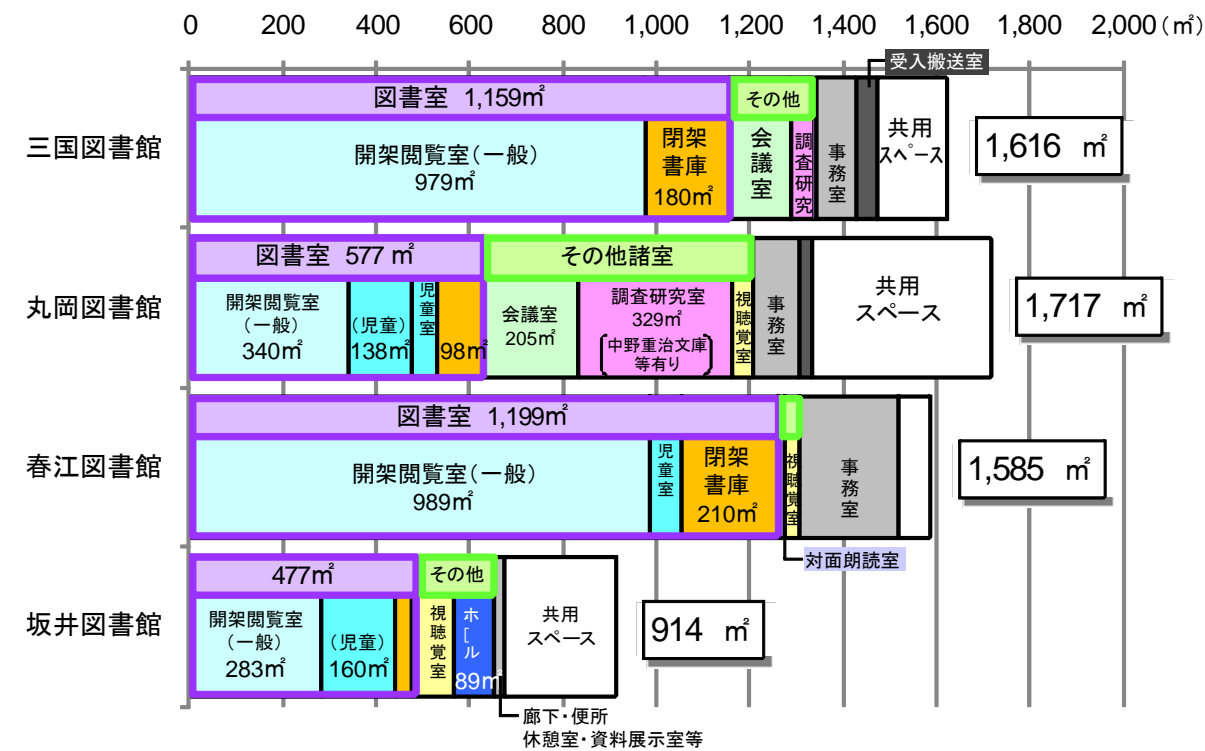 0 200 400 600 800 1,000 1,200 1,400 1,600 1,800 2,000 (㎡)
受入搬送室
三国図書館
図書室 1,159㎡
その他
開架閲覧室(一般)
979㎡
閉架
書庫
180㎡
会議室
調査研究
事務室
共用
スペース
1,616 ㎡
丸岡図書館
図書室 577 ㎡
その他諸室
開架閲覧室
(一般)
340㎡
(児童)
138㎡
児童室
98㎡
会議室
205㎡
調査研究室
329㎡
中野重治文庫
等有り
視聴覚室
事務室
共用
スペース
1,717 ㎡
春江図書館
図書室 1,199㎡
開架閲覧室(一般)
989㎡
児童室
閉架
書庫
210㎡
視聴覚室
事務室
1,585 ㎡
対面朗読室
坂井図書館
477㎡
その他
開架閲覧室
(一般)
283㎡
(児童)
160㎡
視聴覚室
ホール
89㎡
共用
スペース
914 ㎡
廊下・便所
休憩室・資料展示室等